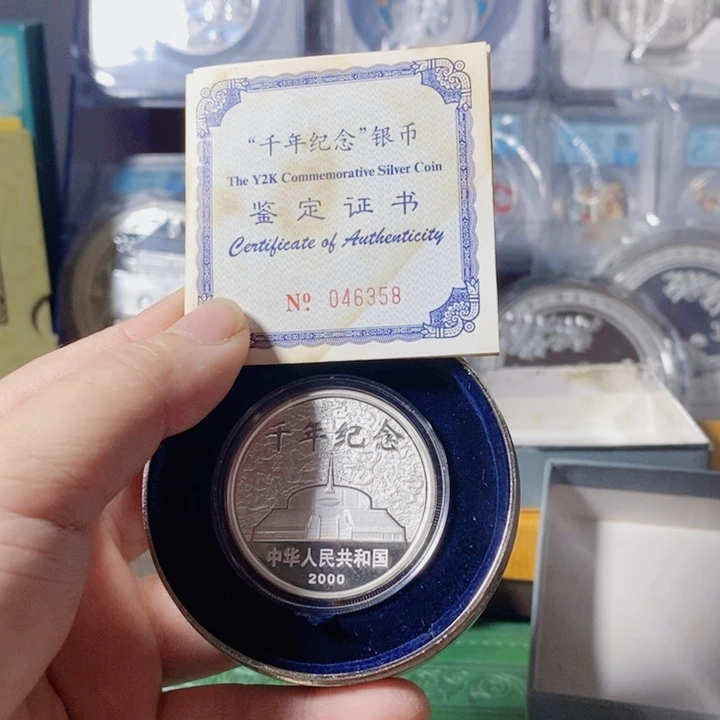 “千年纪念”银币
The Y2K Commemorative Silver Coin
鉴定证书
Certificate of Authenticity
Nº 046358
千年纪念
中华人民共和国
2000